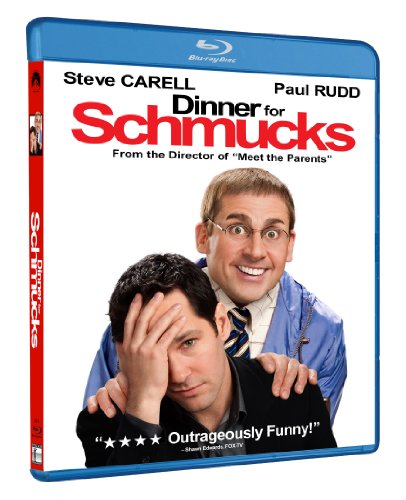 Blu-ray Disc
Steve CARELL
Paul RUDD
Dinner for
Schmucks
From the Director of "Meet the Parents"
"★★★★ Outrageously Funny!"
– Shawn Edwards, FOX-TV
Dinner for
Schmucks